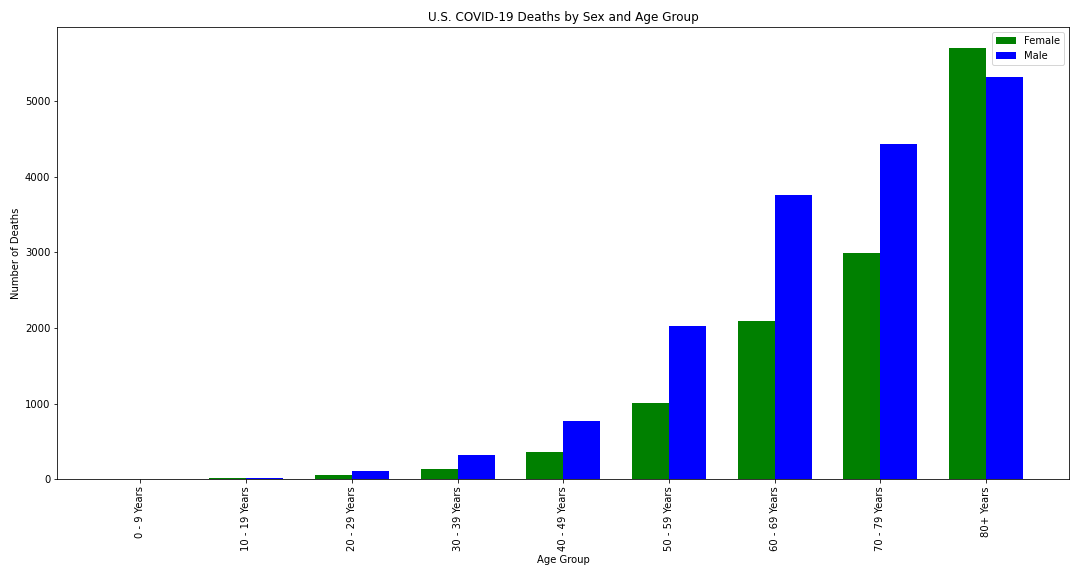 U.S. COVID-19 Deaths by Sex and Age Group
Female
Male
Number of Deaths
5000
4000
3000
2000
1000
0
0 - 9 Years
10 - 19 Years
20 - 29 Years
30 - 39 Years
40 - 49 Years
50 - 59 Years
60 - 69 Years
70 - 79 Years
80+ Years
Age Group